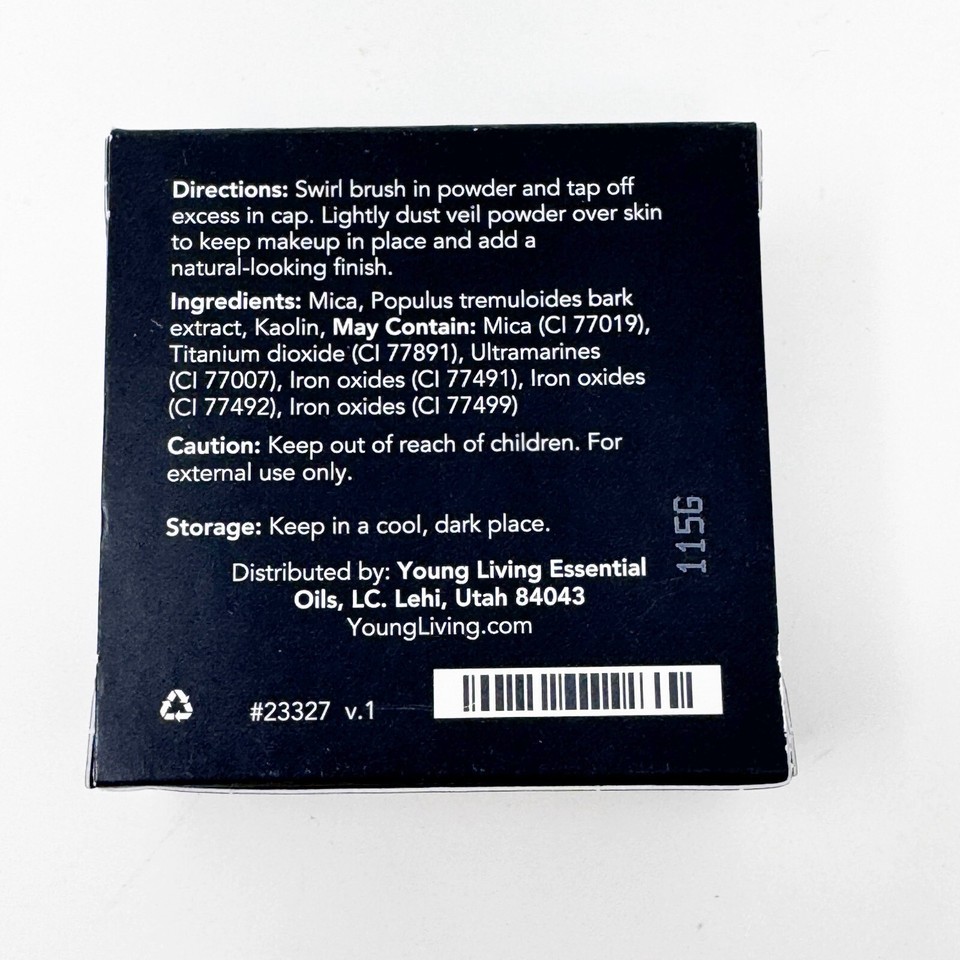 Directions: Swirl brush in powder and tap off
excess in cap. Lightly dust veil powder over skin
to keep makeup in place and add a
natural-looking finish.
Ingredients: Mica, Populus tremuloides bark
extract, Kaolin, May Contain: Mica (CI 77019),
Titanium dioxide (CI 77891), Ultramarines
(CI 77007), Iron oxides (CI 77491), Iron oxides
(CI 77492), Iron oxides (CI 77499)
Caution: Keep out of reach of children. For
external use only.
Storage: Keep in a cool, dark place.
115G
Distributed by: Young Living Essential
Oils, LC. Lehi, Utah 84043
YoungLiving.com
#23327 v.1